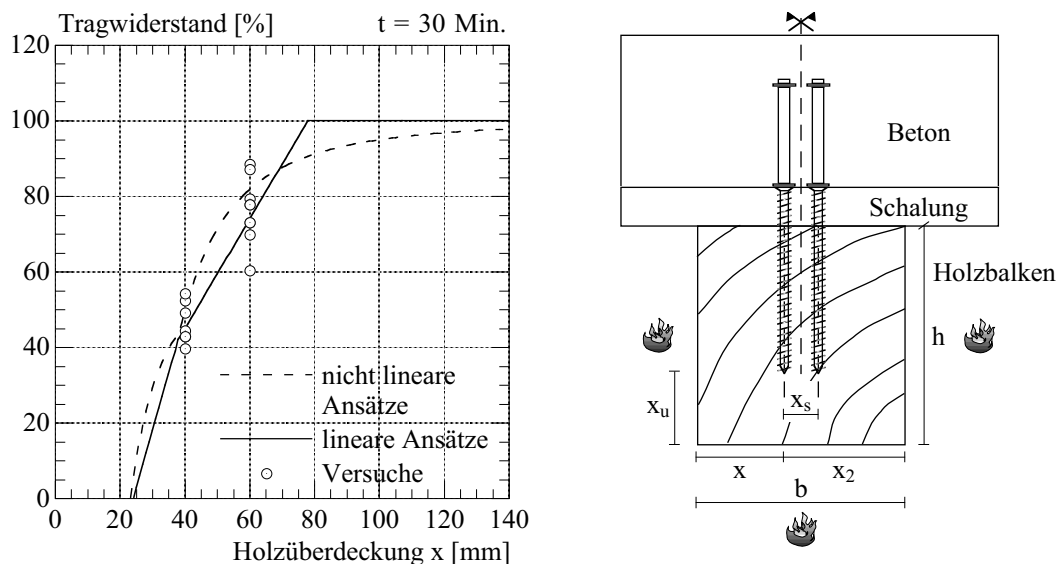 Tragwiderstand [%]
t = 30 Min.
120
100
80
60
40
20
0
nicht lineare
Ansätze
lineare Ansätze
Versuche
0 20 40 60 80 100 120 140
Holzüberdeckung x [mm]
Beton
Schalung
Holzbalken
h
x_u
x_s
x
x_2
b